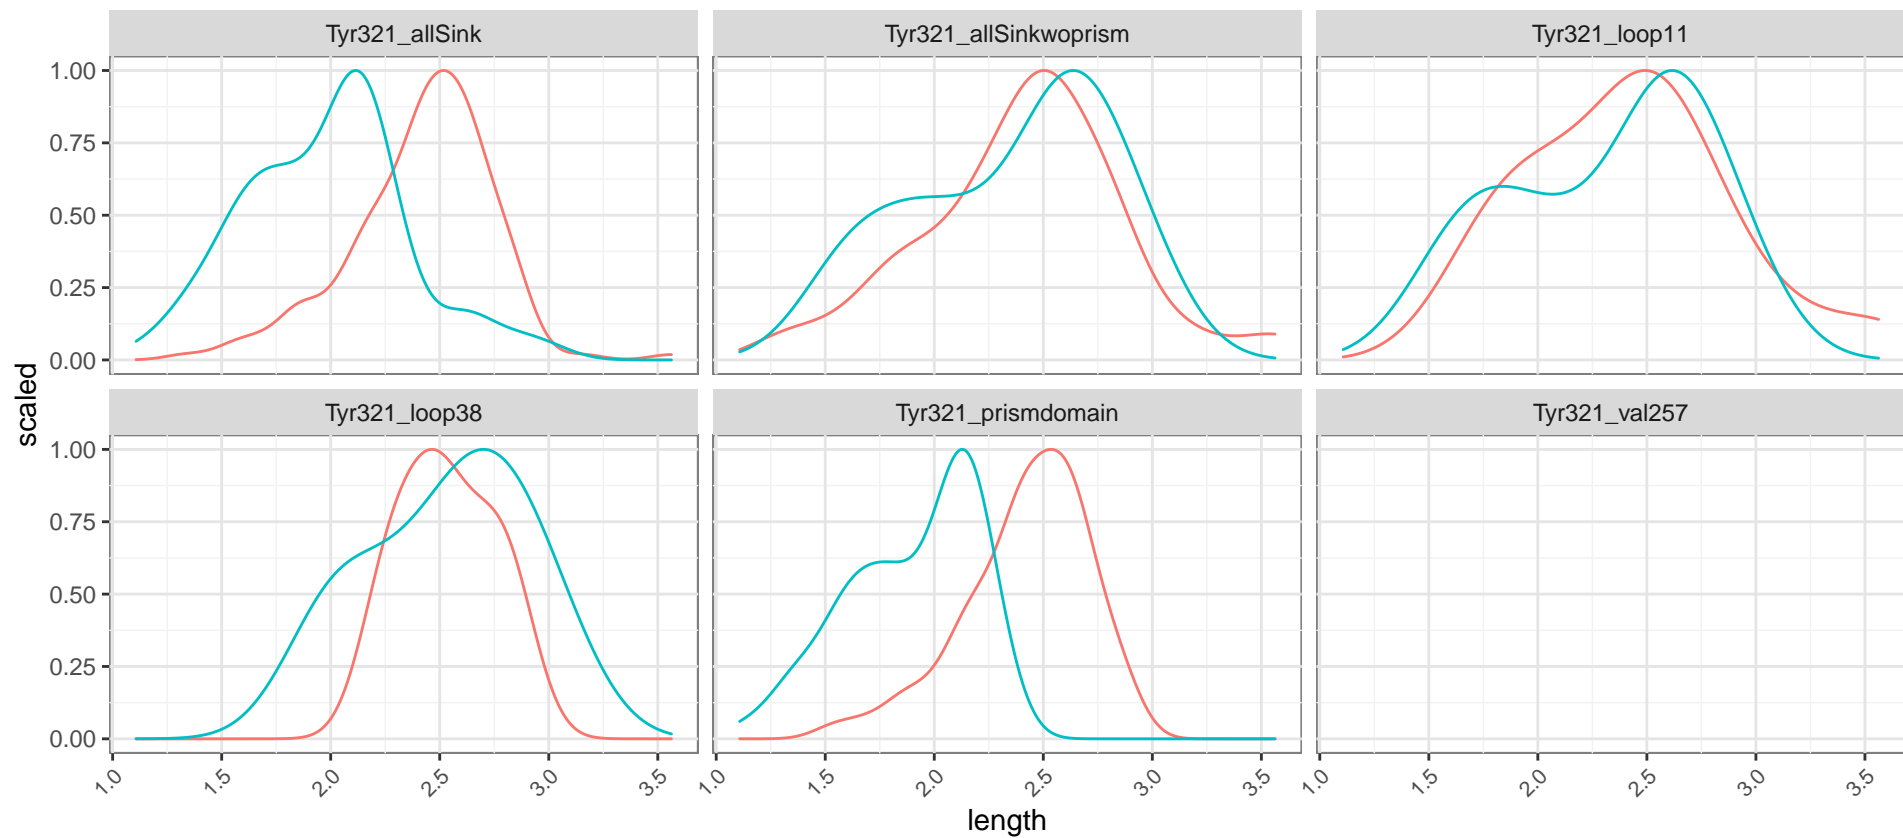 Tyr321_allSink
Tyr321_allSinkwoprism
Tyr321_loop11
1.00
0.75
0.50
0.25
0.00
scaled
Tyr321_loop38
Tyr321_prismdomain
Tyr321_val257
1.00
0.75
0.50
0.25
0.00
1.0 1.5 2.0 2.5 3.0 3.5
1.0 1.5 2.0 2.5 3.0 3.5
1.0 1.5 2.0 2.5 3.0 3.5
length